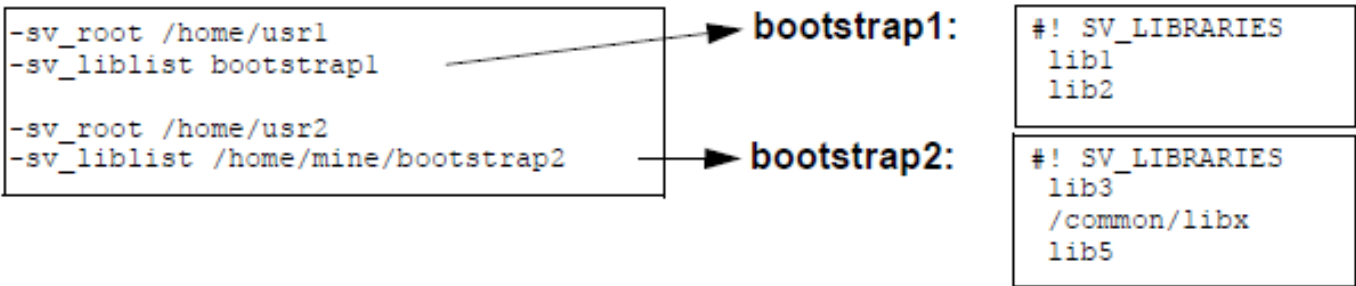 -sv_root /home/usr1
-sv_liblist bootstrap1
-sv_root /home/usr2
-sv_liblist /home/mine/bootstrap2
bootstrap1:
#! SV_LIBRARIES
lib1
lib2
bootstrap2:
#! SV_LIBRARIES
lib3
/common/libx
lib5